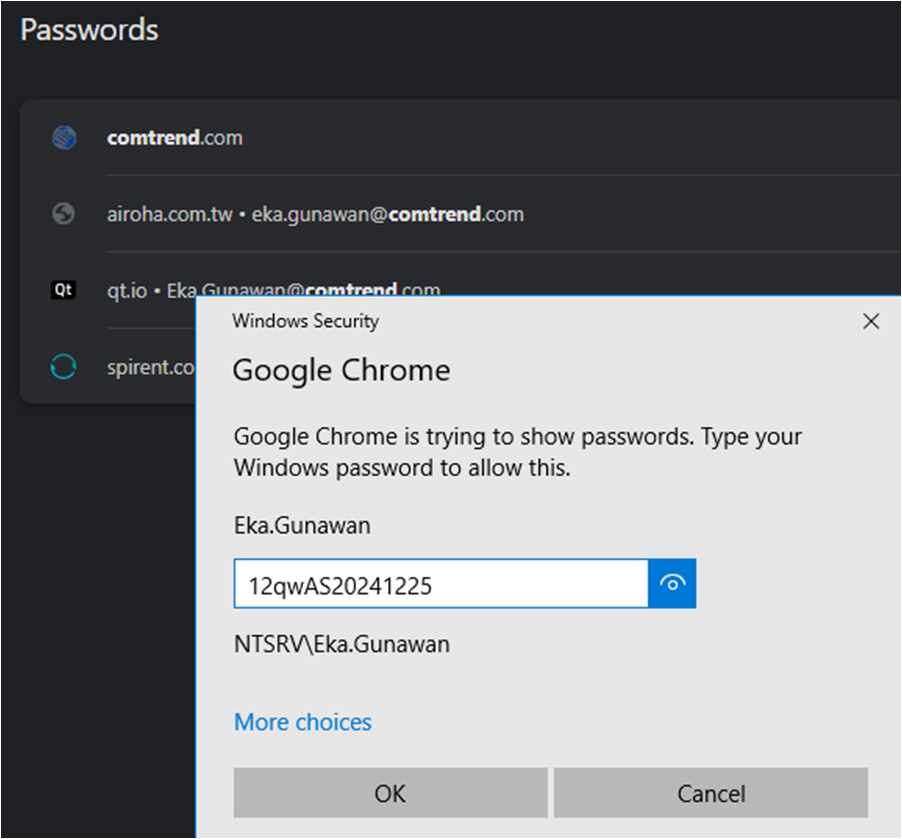 Passwords
comtrend.com
airoha.com.tw • eka.gunawan@comtrend.com
Qt qt.io • Eka.Gunawan@comtrend.com
spirent.co
Windows Security
Google Chrome
Google Chrome is trying to show passwords. Type your
Windows password to allow this.
Eka.Gunawan
12qwAS20241225
NTSRV\Eka.Gunawan
More choices
OK Cancel